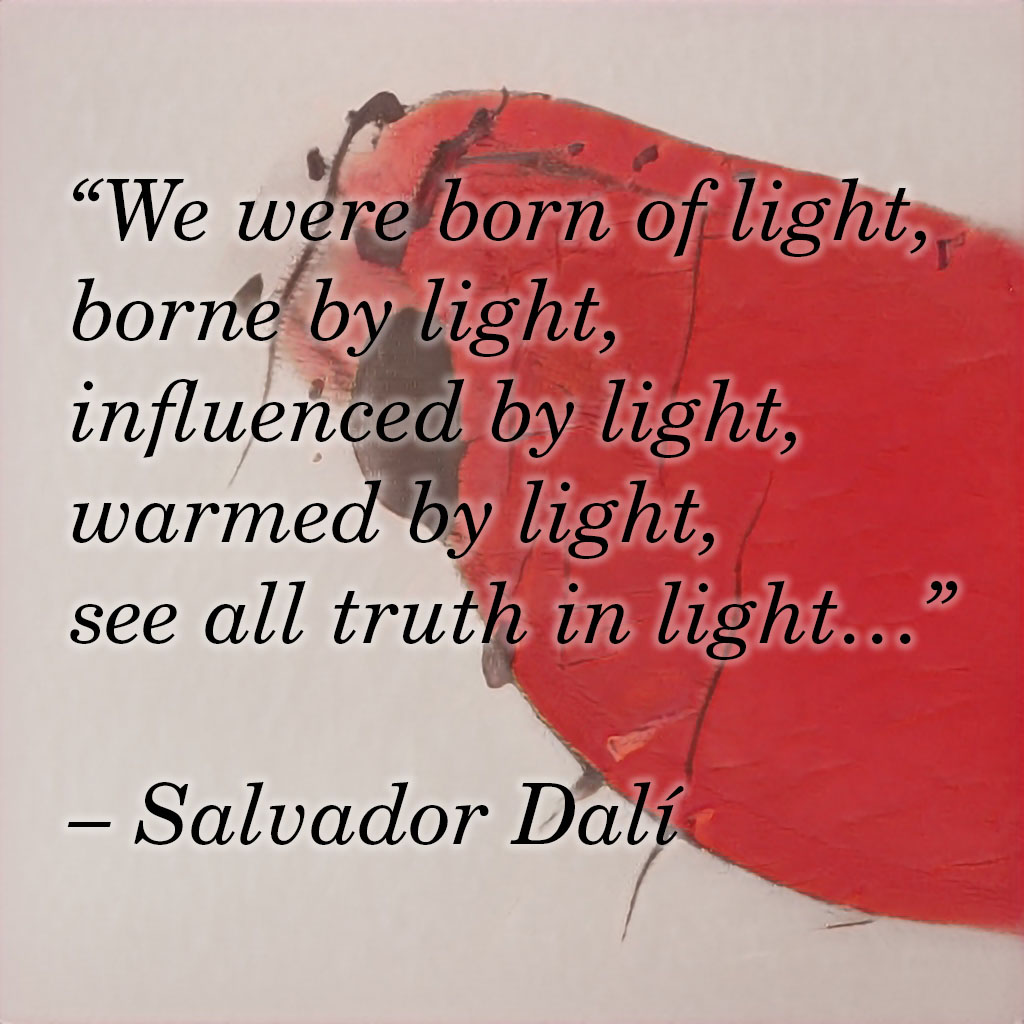 “We were born of light,
borne by light,
influenced by light,
warmed by light,
see all truth in light…”
– Salvador Dalí